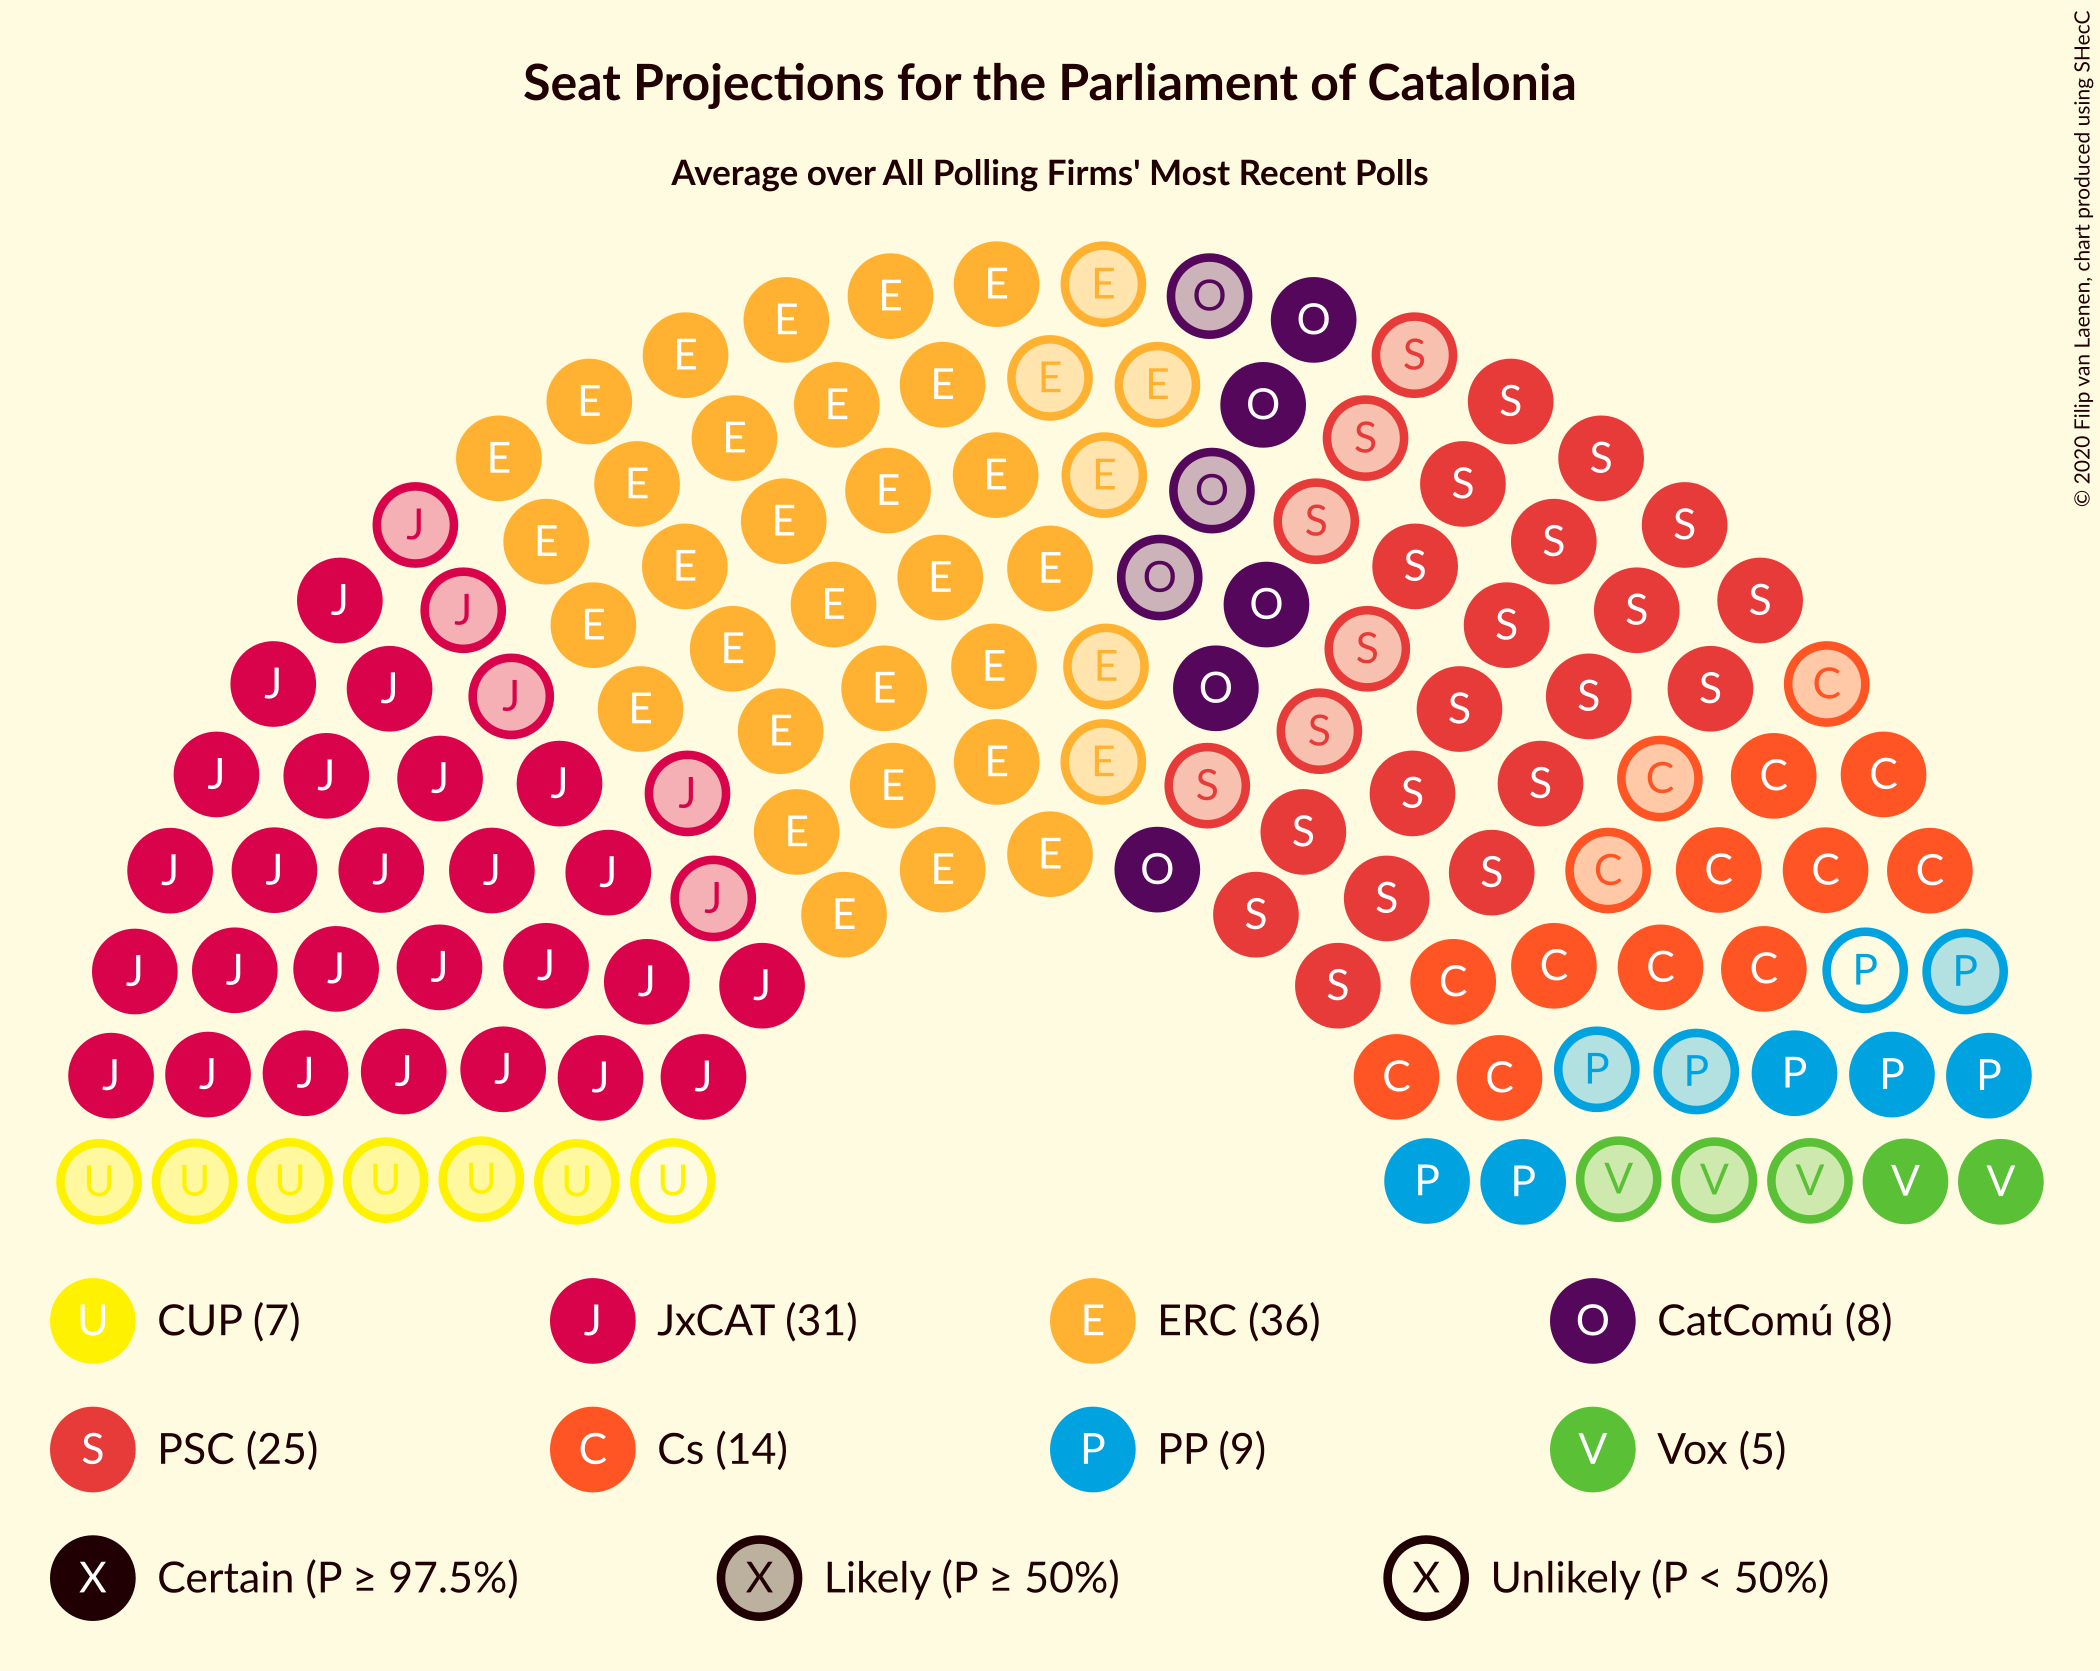 Seat Projections for the Parliament of Catalonia
Average over All Polling Firms' Most Recent Polls
© 2020 Filip van Laenen, chart produced using SHecC
E E E O O
E E S
E E E E O S
E E E E O S S
E E E E O S S
J E E E O S S
E E E E O S S
J J E E E O S S S
J J J E E E E O S S S S C
J J J J J E E E S S S C C C
E E S
J J J J J J E E O S S S C C C C
J J J J J J J S C C C C P P
J J J J J J J C C P P P P P
U U U U U U U P P V V V V V
U CUP (7)
J JxCAT (31)
E ERC (36)
O CatComú (8)
S PSC (25)
C Cs (14)
P PP (9)
V Vox (5)
X Certain (P ≥ 97.5%)
X Likely (P ≥ 50%)
X Unlikely (P < 50%)